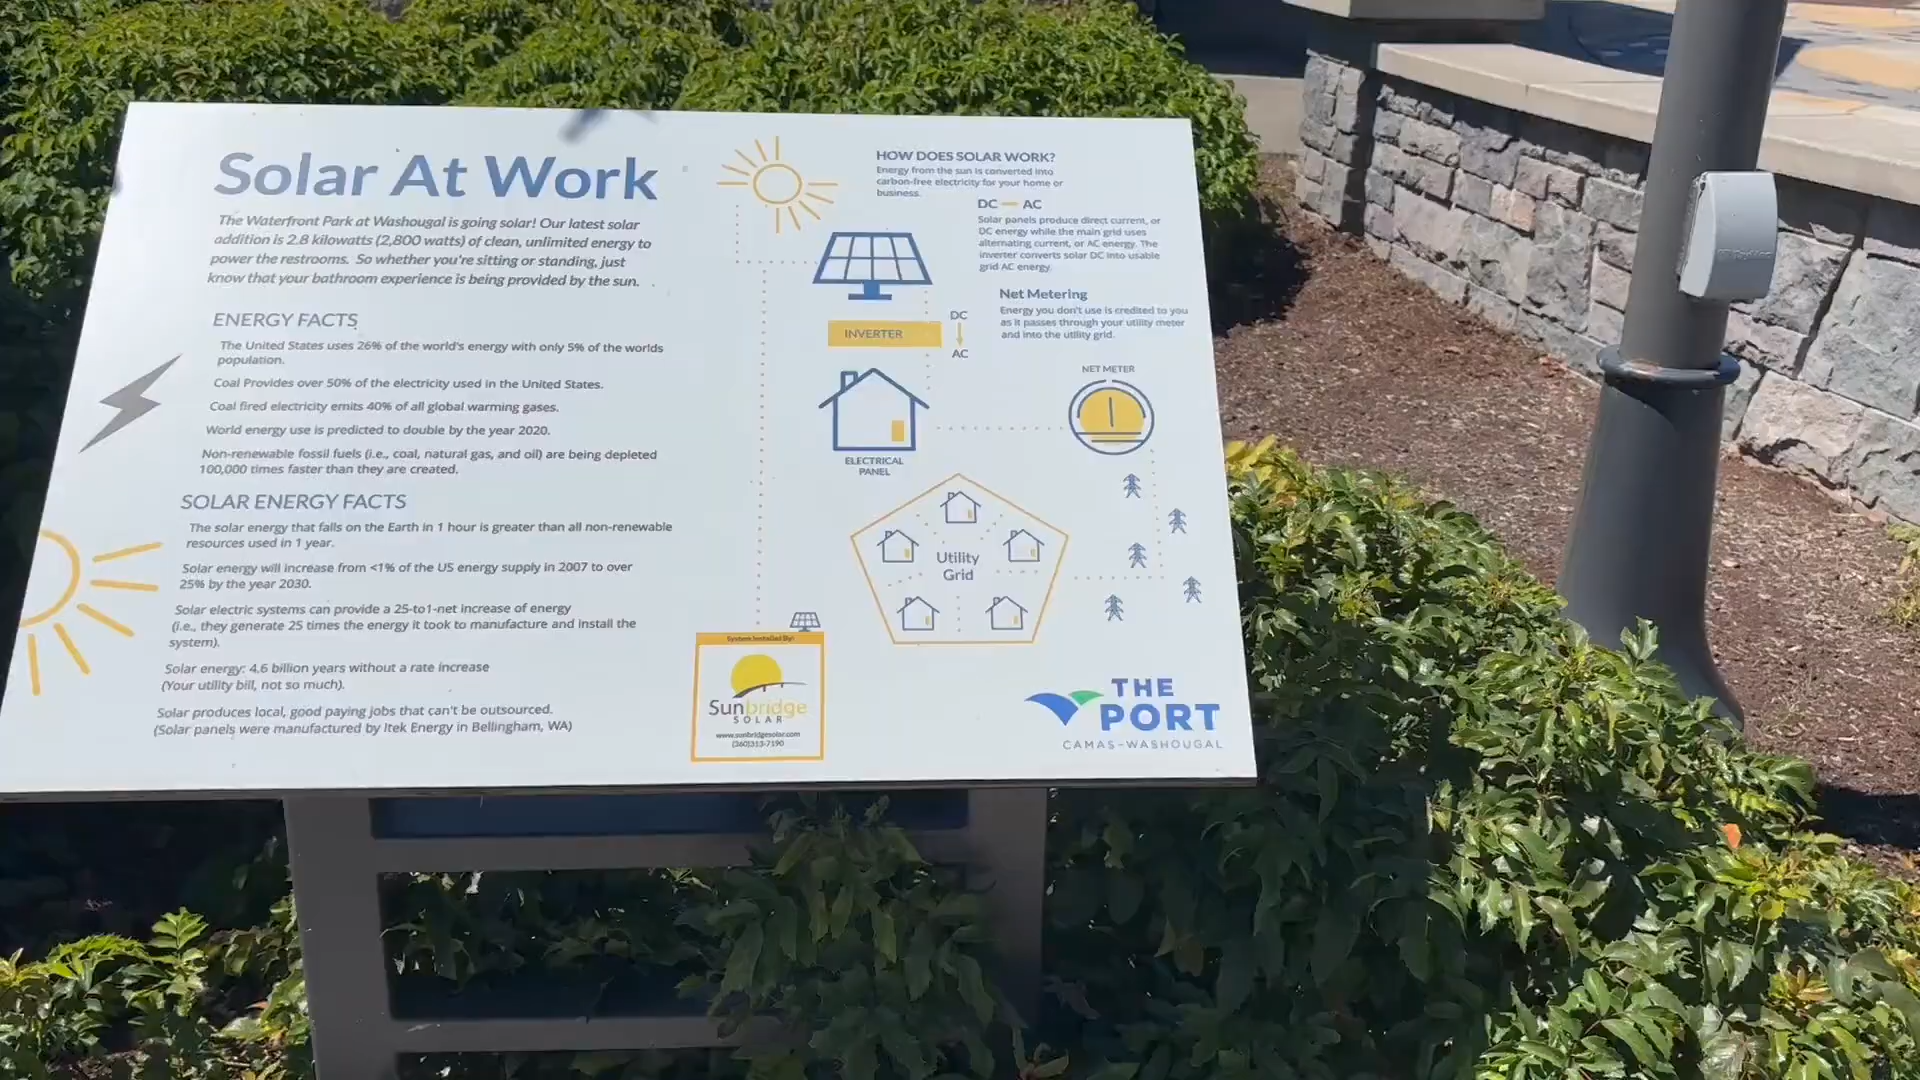 Solar At Work
The Waterfront Park at Washougal is going solar! Our latest solar
addition is 2.8 kilowatts (2,800 watts) of clean, unlimited energy to
power the restrooms. So whether you're sitting or standing, just
know that your bathroom experience is being provided by the sun.
ENERGY FACTS
The United States uses 26% of the world's energy with only 5% of the worlds
population.
Coal Provides over 50% of the electricity used in the United States.
Coal fired electricity emits 40% of all global warming gases.
World energy use is predicted to double by the year 2020.
Non-renewable fossil fuels (i.e., coal, natural gas, and oil) are being depleted
100,000 times faster than they are created.
SOLAR ENERGY FACTS
The solar energy that falls on the Earth in 1 hour is greater than all non-renewable
resources used in 1 year.
Solar energy will increase from <1% of the US energy supply in 2007 to over
25% by the year 2030.
Solar electric systems can provide a 25-to1-net increase of energy
(i.e., they generate 25 times the energy it took to manufacture and install the
system).
Solar energy: 4.6 billion years without a rate increase
(Your utility bill, not so much).
Solar produces local, good paying jobs that can't be outsourced.
(Solar panels were manufactured by Itek Energy in Bellingham, WA)
HOW DOES SOLAR WORK?
Energy from the sun is converted into
carbon-free electricity for your home or
business.
DC AC
Solar panels produce direct current, or
DC energy while the main grid uses
alternating current, or AC energy. The
inverter converts solar DC into usable
grid AC energy.
Net Metering
Energy you don't use is credited to you
as it passes through your utility meter
and into the utility grid.
INVERTER
DC
AC
NET METER
ELECTRICAL
PANEL
Utility
Grid
System Installed By:
Sunbridge
SOLAR
www.sunbridgesolar.com
(360)313-7190
THE
PORT
CAMAS-WASHOUGAL